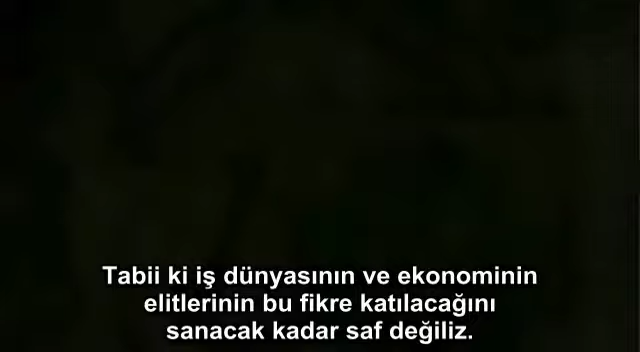 Tabii ki iş dünyasının ve ekonominin
elitlerinin bu fikre katılacağını
sanacak kadar saf değiliz.